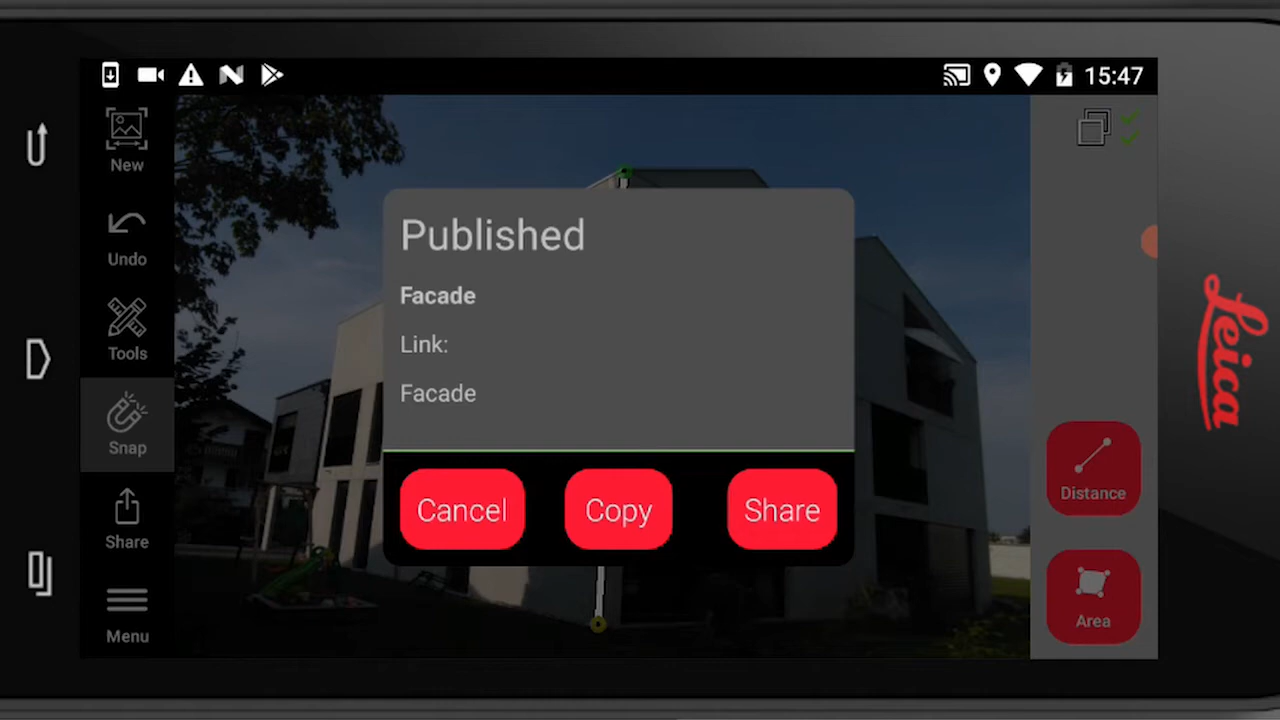 15:47
New
Undo
Tools
Snap
Share
Menu
Published
Facade
Link:
Facade
Cancel
Copy
Share
Distance
Area
Leica